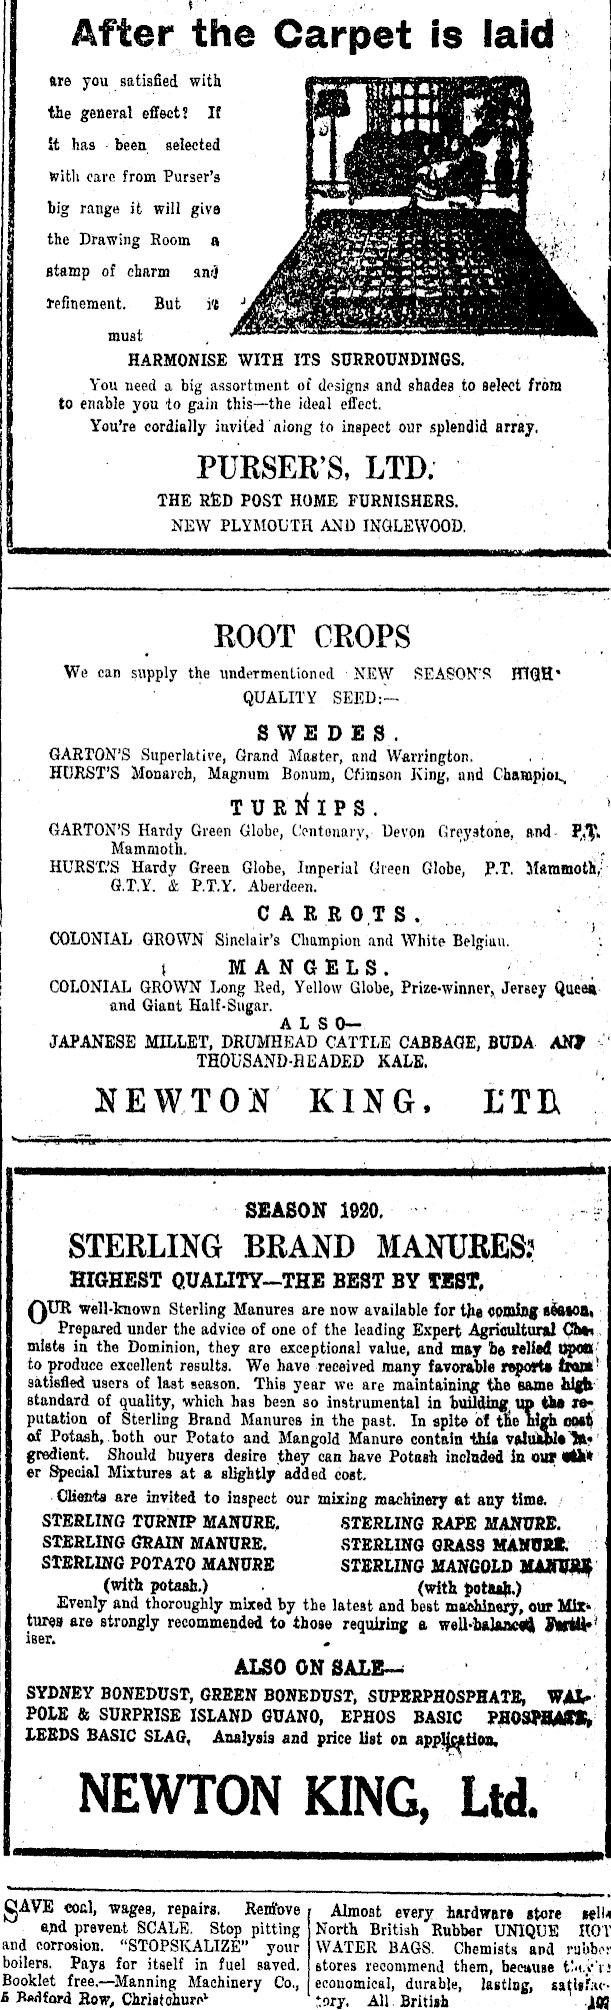 After the Carpet is laid
are you satisfied with
the general effect? If
it has been selected
with care from Purser's
big range it will give
the Drawing Room a
stamp of charm and
refinement. But it
must
HARMONISE WITH ITS SURROUNDINGS.
You need a big assortment of designs and shades to select from
to enable you to gain this—the ideal effect.
You're cordially invited along to inspect our splendid array.
PURSER'S, LTD.
THE RED POST HOME FURNISHERS.
NEW PLYMOUTH AND INGLEWOOD.
ROOT CROPS
We can supply the undermentioned NEW SEASON'S HIGH
QUALITY SEED:—
SWEDES.
GARTON'S Superlative, Grand Master, and Warrington.
HURST'S Monarch, Magnum Bonum, Crimson King, and Champion,
TURNIPS.
GARTON'S Hardy Green Globe, Centenary, Devon Greystone, and P.T.
Mammoth.
HURST'S Hardy Green Globe, Imperial Green Globe, P.T. Mammoth,
G.T.Y. & P.T.Y. Aberdeen.
CARROTS.
COLONIAL GROWN Sinclair's Champion and White Belgian.
MANGELS.
COLONIAL GROWN Long Red, Yellow Globe, Prize-winner, Jersey Queen
and Giant Half-Sugar.
ALSO—
JAPANESE MILLET, DRUMHEAD CATTLE CABBAGE, BUDA AND
THOUSAND-HEADED KALE.
NEWTON KING, LTD.
SEASON 1920.
STERLING BRAND MANURES.
HIGHEST QUALITY—THE BEST BY TEST.
OUR well-known Sterling Manures are now available for the coming season.
Prepared under the advice of one of the leading Expert Agricultural Che-
mists in the Dominion, they are exceptional value, and may be relied upon
to produce excellent results. We have received many favorable reports from
satisfied users of last season. This year we are maintaining the same high
standard of quality, which has been so instrumental in building up the re-
putation of Sterling Brand Manures in the past. In spite of the high cost
of Potash, both our Potato and Mangold Manure contain this valuable in-
gredient. Should buyers desire they can have Potash included in our oth-
er Special Mixtures at a slightly added cost.
Clients are invited to inspect our mixing machinery at any time.
STERLING TURNIP MANURE. STERLING RAPE MANURE.
STERLING GRAIN MANURE. STERLING GRASS MANURE.
STERLING POTATO MANURE STERLING MANGOLD MANURE
(with potash.) (with potash.)
Evenly and thoroughly mixed by the latest and best machinery, our Mix-
tures are strongly recommended to those requiring a well-balanced Fertil-
iser.
ALSO ON SALE—
SYDNEY BONEDUST, GREEN BONEDUST, SUPERPHOSPHATE, WAL-
POLE & SURPRISE ISLAND GUANO, EPHOS BASIC PHOSPHATE,
LEEDS BASIC SLAG. Analysis and price list on application.
NEWTON KING, Ltd.
SAVE coal, wages, repairs. Remove
and prevent SCALE. Stop pitting
and corrosion. "STOPSKALIZE" your
boilers. Pays for itself in fuel saved.
Booklet free.—Manning Machinery Co.,
5 Bedford Row, Christchurch
Almost every hardware store sells
North British Rubber UNIQUE HOT
WATER BAGS. Chemists and rubber
stores recommend them, because
economical, durable, lasting, satisfac-
tory. All British